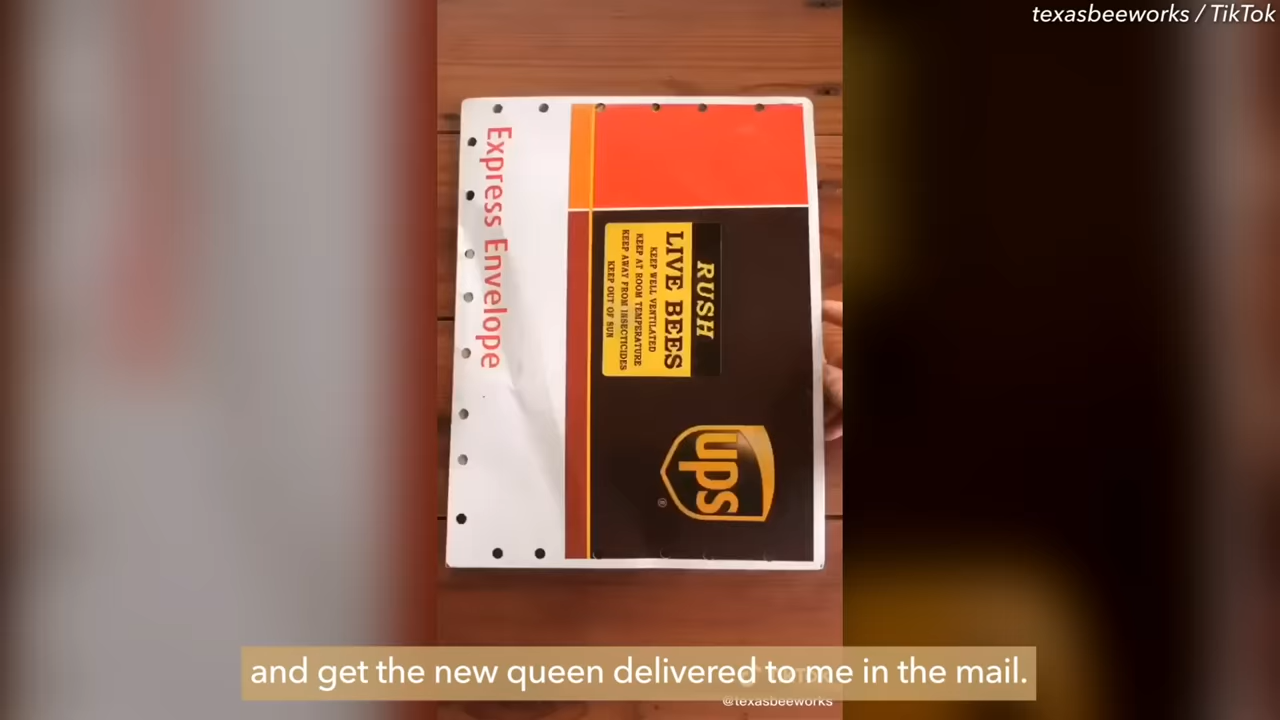 texasbeeworks / TikTok
Express Envelope
RUSH
LIVE BEES
KEEP WELL VENTILATED
KEEP AT ROOM TEMPERATURE
KEEP AWAY FROM INSECTICIDES
KEEP OUT OF SUN
ups
®
and get the new queen delivered to me in the mail.
@texasbeeworks